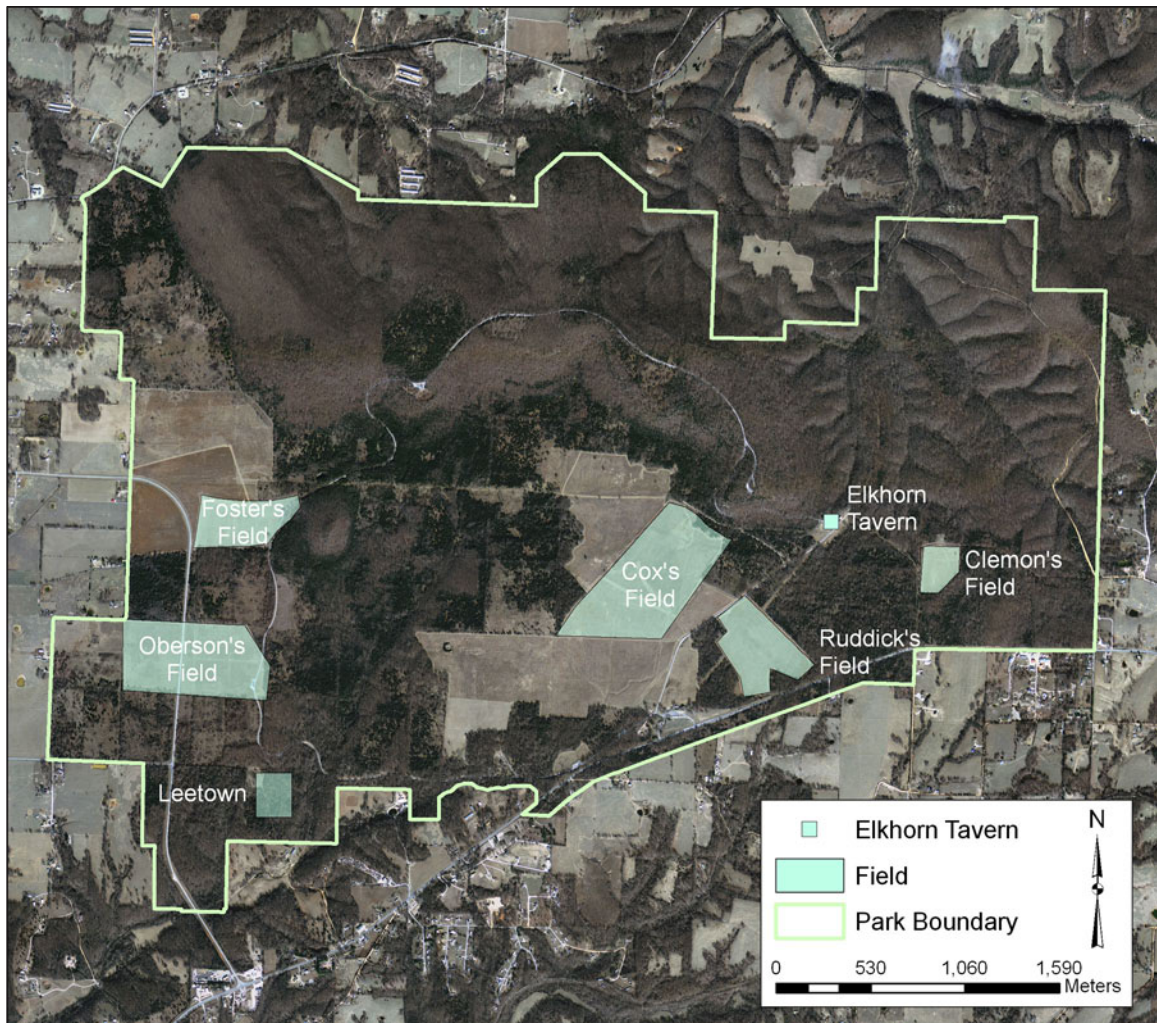 Elkhorn
Tavern
Foster's
Field
Cox's
Field
Clemon's
Field
Oberson's
Field
Ruddick's
Field
Leetown
N
Elkhorn Tavern
Field
Park Boundary
0 530 1,060 1,590
Meters